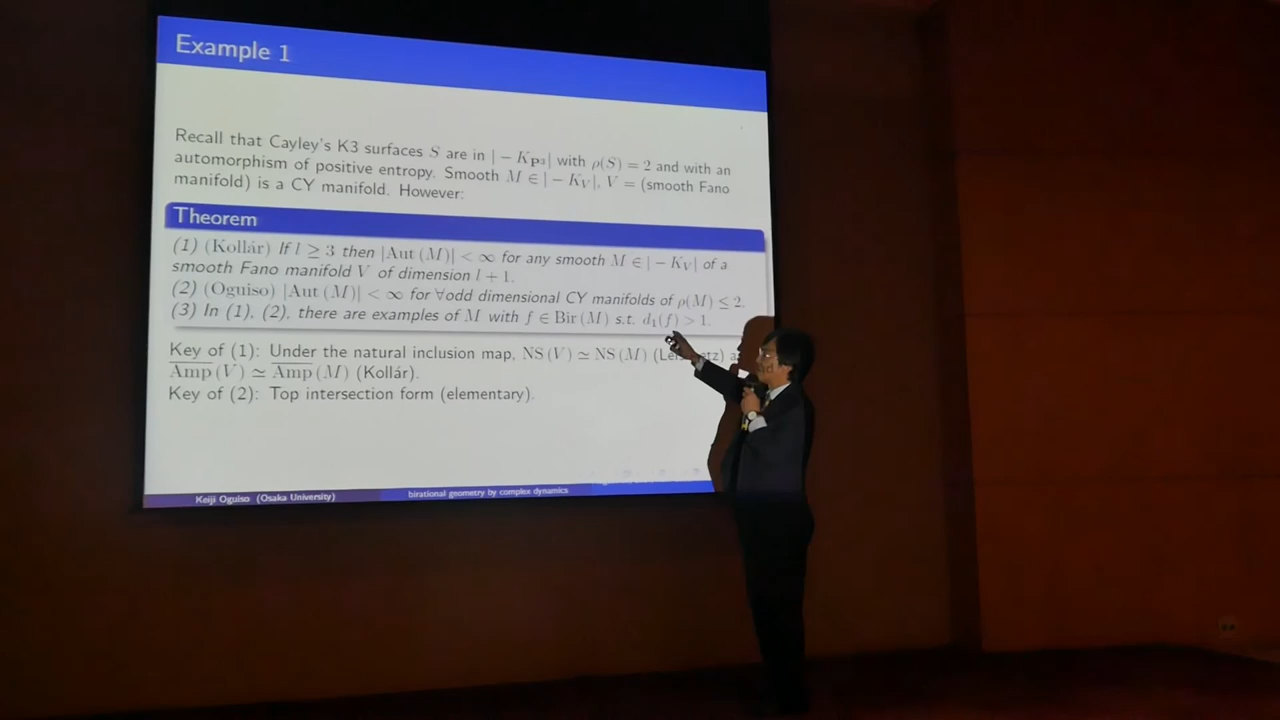 Example 1
Recall that Cayley's K3 surfaces S are in | − K_{P³}| with ρ(S) = 2 and with an
automorphism of positive entropy. Smooth M ∈ | − K_V|, V = (smooth Fano
manifold) is a CY manifold. However:
Theorem
(1) (Kollár) If l ≥ 3 then |Aut (M)| < ∞ for any smooth M ∈ | − K_V| of a
smooth Fano manifold V of dimension l + 1.
(2) (Oguiso) |Aut (M)| < ∞ for ∀odd dimensional CY manifolds of ρ(M) ≤ 2.
(3) In (1), (2), there are examples of M with f ∈ Bir (M) s.t. d₁(f) > 1.
Key of (1): Under the natural inclusion map, NS (V) ≃ NS (M)
A̅m̅p̅ (V) ≃ A̅m̅p̅ (M) (Kollár).
Key of (2): Top intersection form (elementary).
Keiji Oguiso (Osaka University) birational geometry by complex dynamics